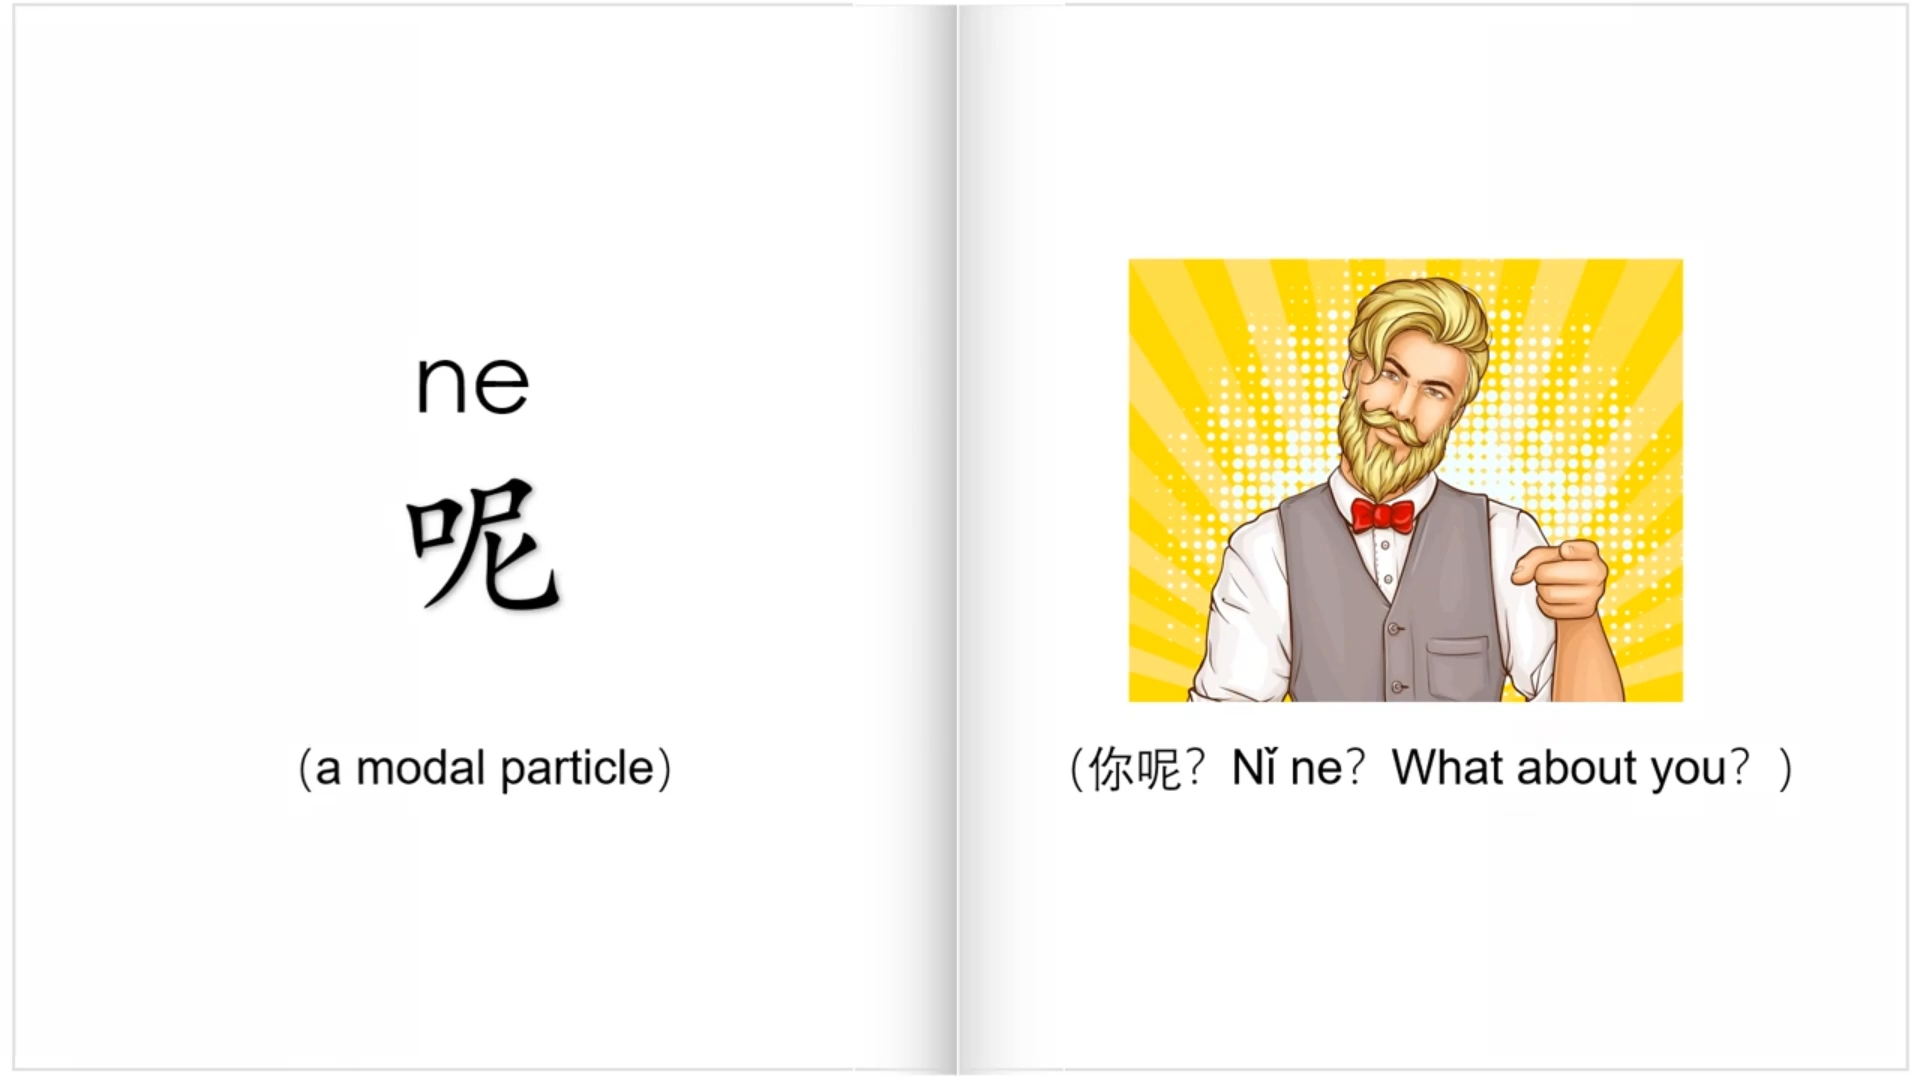 ne
呢
（a modal particle）
（你呢？Nǐ ne？What about you？）